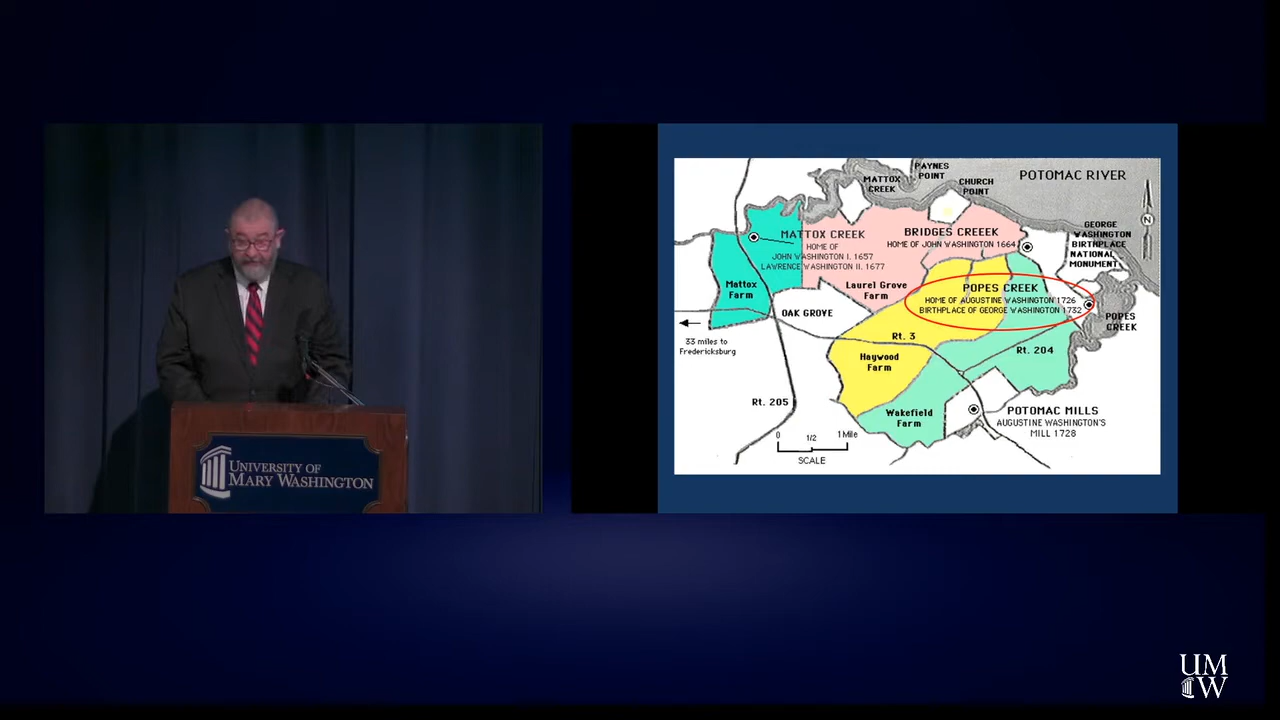 UNIVERSITY OF
MARY WASHINGTON
PAYNES
POINT
MATTOX
CREEK
CHURCH
POINT
POTOMAC RIVER
N
GEORGE
WASHINGTON
BIRTHPLACE
NATIONAL
MONUMENT
MATTOX CREEK
HOME OF
JOHN WASHINGTON I. 1657
LAWRENCE WASHINGTON II. 1677
BRIDGES CREEEK
HOME OF JOHN WASHINGTON 1664
Mattox
Farm
Laurel Grove
Farm
POPES CREEK
HOME OF AUGUSTINE WASHINGTON 1726
BIRTHPLACE OF GEORGE WASHINGTON 1732
OAK GROVE
POPES
CREEK
33 miles to
Fredericksburg
Rt. 3
Rt. 204
Haywood
Farm
Rt. 205
Wakefield
Farm
POTOMAC MILLS
AUGUSTINE WASHINGTON'S
MILL 1728
0 1/2 1 Mile
SCALE
UM
W